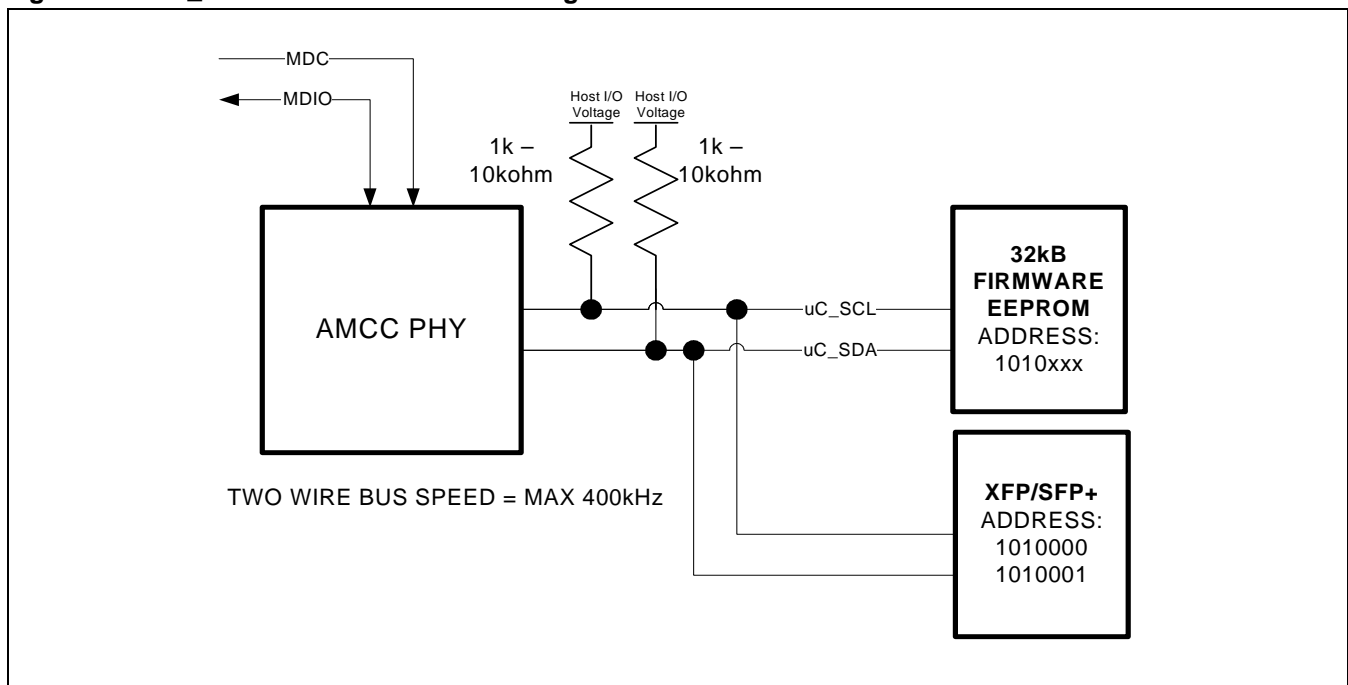 MDC
MDIO
Host I/O
Voltage
Host I/O
Voltage
1k –
10kohm
1k –
10kohm
AMCC PHY
uC_SCL
uC_SDA
32kB
FIRMWARE
EEPROM
ADDRESS:
1010xxx
TWO WIRE BUS SPEED = MAX 400kHz
XFP/SFP+
ADDRESS:
1010000
1010001